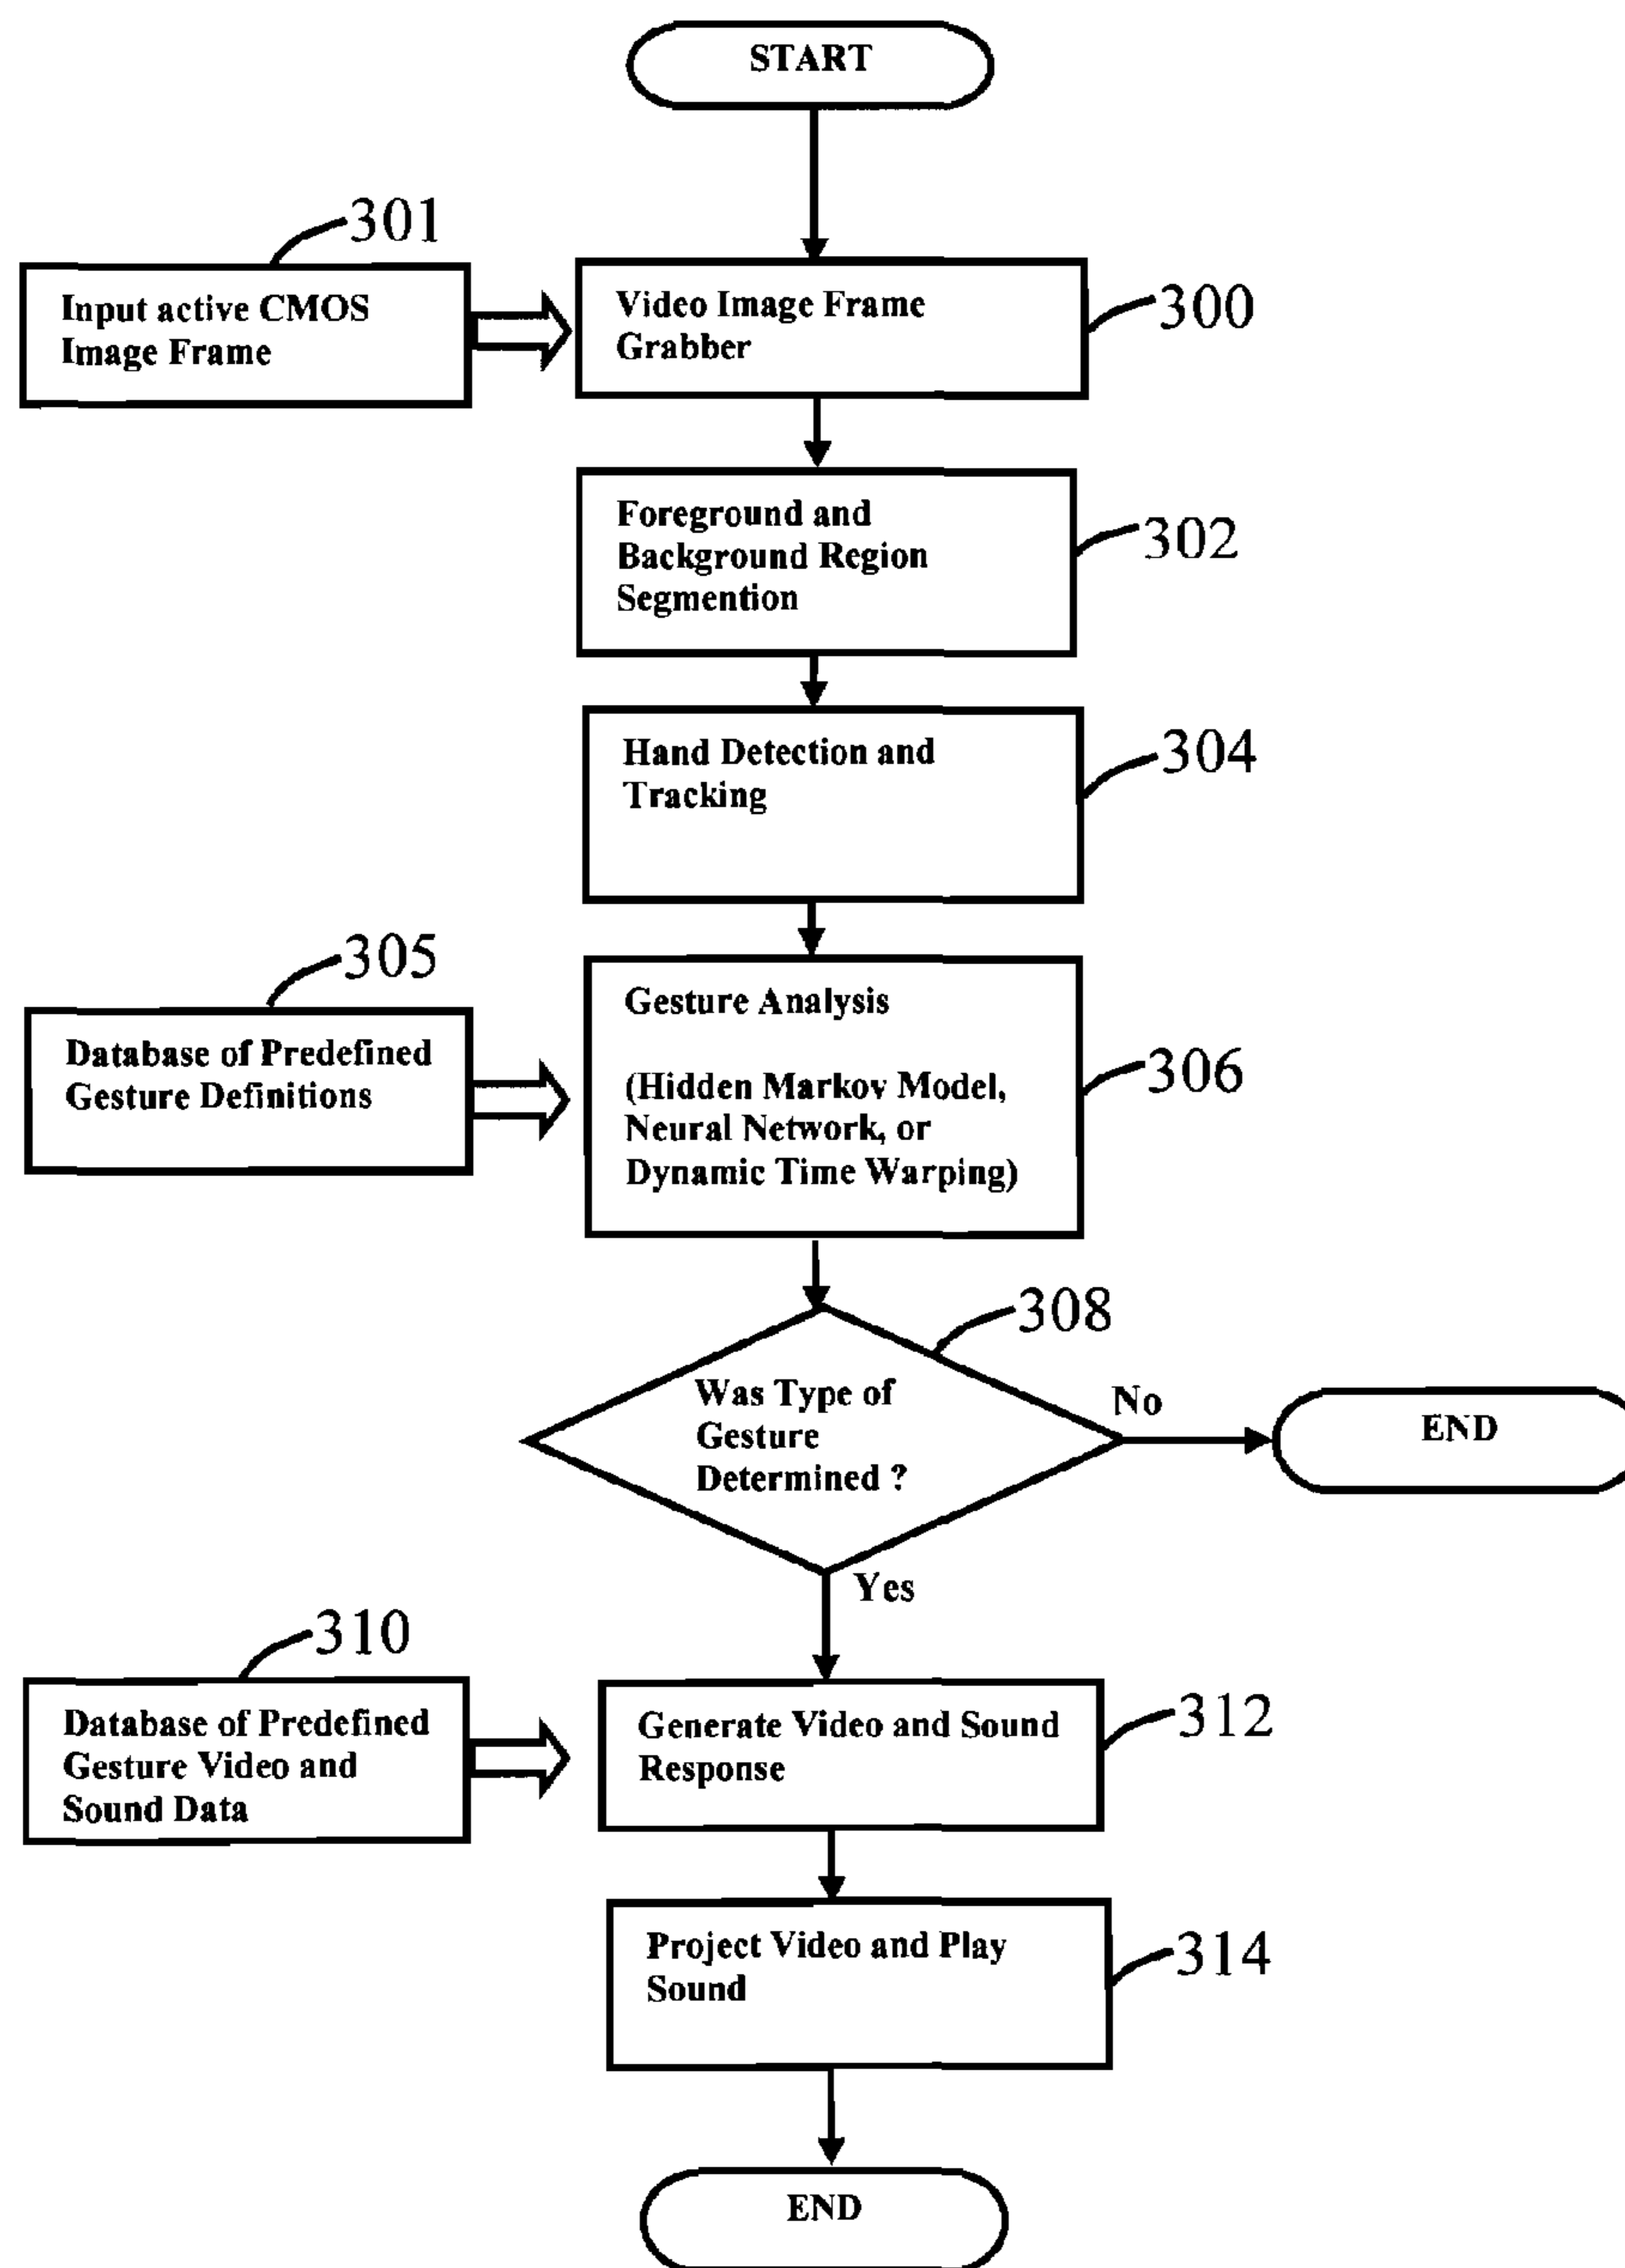 START
301
Input active CMOS
Image Frame
Video Image Frame
Grabber
300
Foreground and
Background Region
Segmention
302
Hand Detection and
Tracking
304
305
Database of Predefined
Gesture Definitions
Gesture Analysis
(Hidden Markov Model,
Neural Network, or
Dynamic Time Warping)
306
308
Was Type of
Gesture
Determined ?
No
END
Yes
310
Database of Predefined
Gesture Video and
Sound Data
Generate Video and Sound
Response
312
Project Video and Play
Sound
314
END